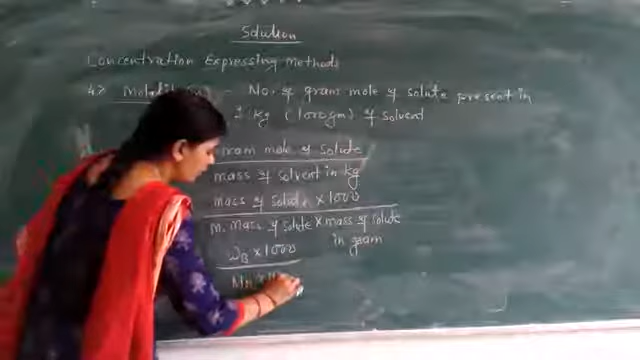 Solution
Concentration Expressing Methods
4> - No. of gram mole of solute present in
1 kg (1000gm) of solvent
gram mole of solute
mass of solvent in kg
mass of solute × 1000
m. mass of solute × mass of solute
in gram
WB × 1000